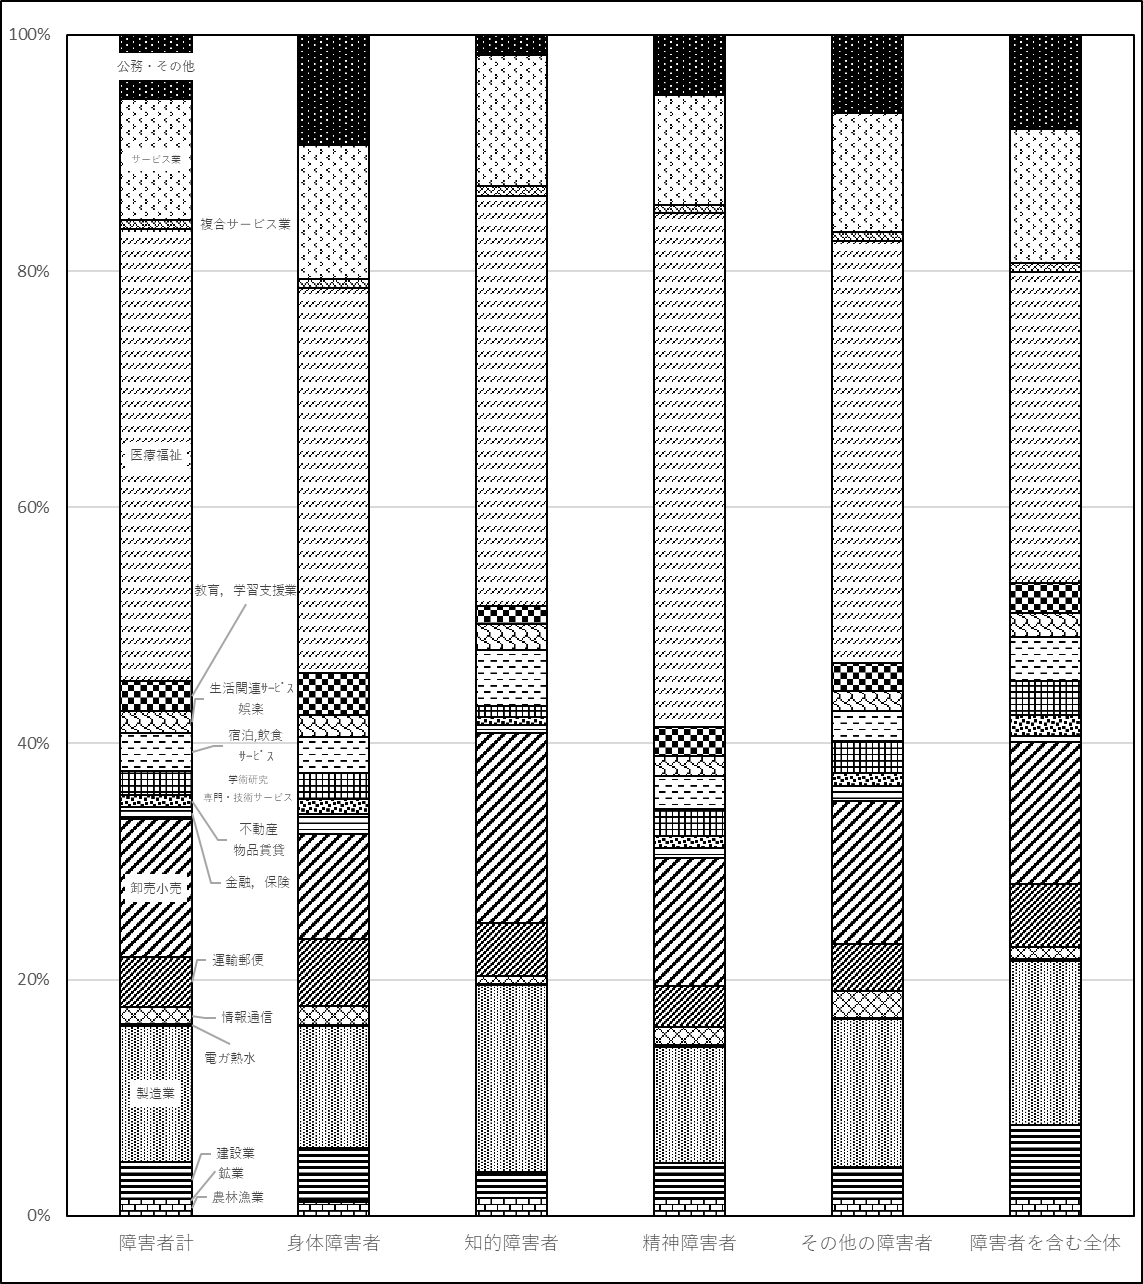 100%
公務・その他
サービス業
複合サービス業
80%
医療福祉
60%
教育，学習支援業
生活関連ｻｰﾋﾞｽ
娯楽
宿泊,飲食
ｻｰﾋﾞｽ
40%
学術研究
専門・技術サービス
不動産
物品賃貸
金融，保険
卸売小売
運輸郵便
20%
情報通信
電ガ熱水
製造業
建設業
鉱業
農林漁業
0%
障害者計 身体障害者 知的障害者 精神障害者 その他の障害者 障害者を含む全体